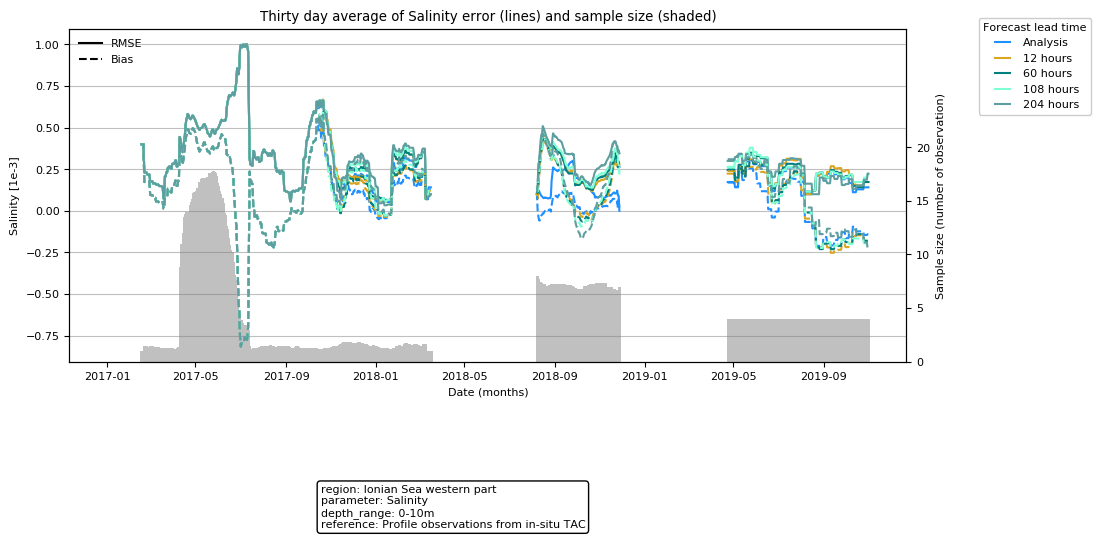 Thirty day average of Salinity error (lines) and sample size (shaded)
Forecast lead time
Analysis
12 hours
60 hours
108 hours
204 hours
RMSE
Bias
1.00
0.75
0.50
0.25
0.00
−0.25
−0.50
−0.75
Salinity [1e-3]
20
15
10
5
0
Sample size (number of observation)
2017-01 2017-05 2017-09 2018-01 2018-05 2018-09 2019-01 2019-05 2019-09
Date (months)
region: Ionian Sea western part
parameter: Salinity
depth_range: 0-10m
reference: Profile observations from in-situ TAC